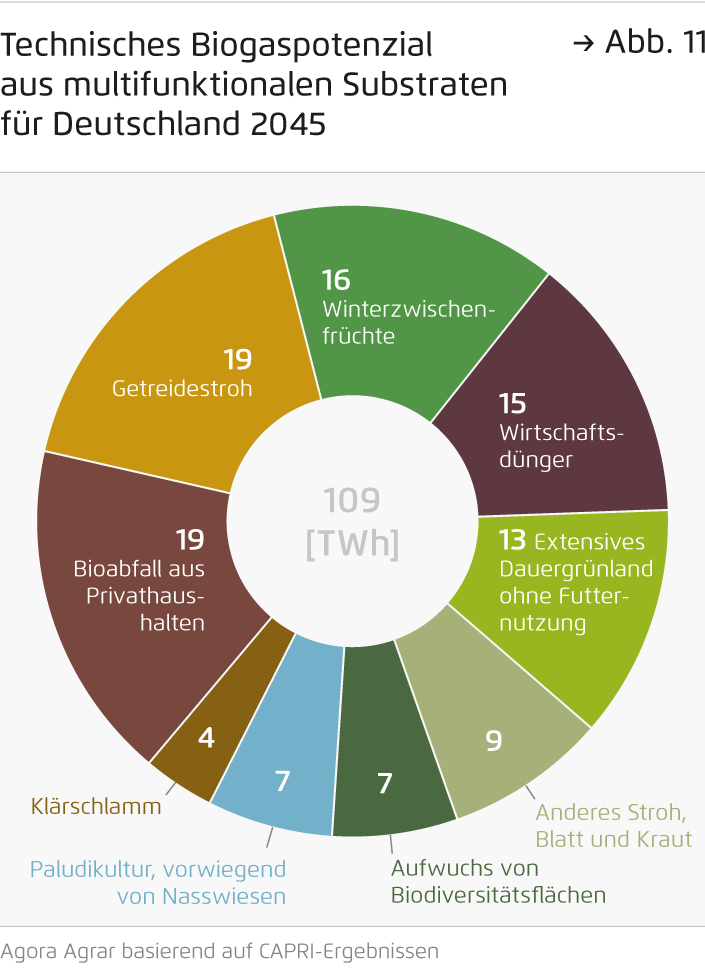 Technisches Biogaspotenzial
aus multifunktionalen Substraten
für Deutschland 2045
→ Abb. 11
16
Winterzwischen-
früchte
15
Wirtschafts-
dünger
13 Extensives
Dauergrünland
ohne Futter-
nutzung
9
Anderes Stroh,
Blatt und Kraut
7
Aufwuchs von
Biodiversitätsflächen
7
Paludikultur, vorwiegend
von Nasswiesen
4
Klärschlamm
19
Bioabfall aus
Privathaus-
halten
19
Getreidestroh
109
[TWh]
Agora Agrar basierend auf CAPRI-Ergebnissen